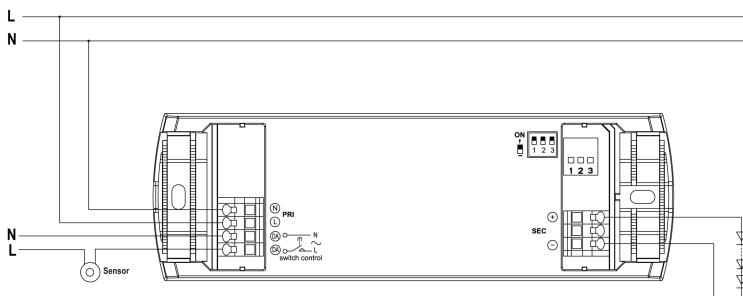 L
N
ON
1 2 3
1 2 3
N
PRI
L
+
SEC
−
N
DA
N
L
DA
L
switch control
Sensor